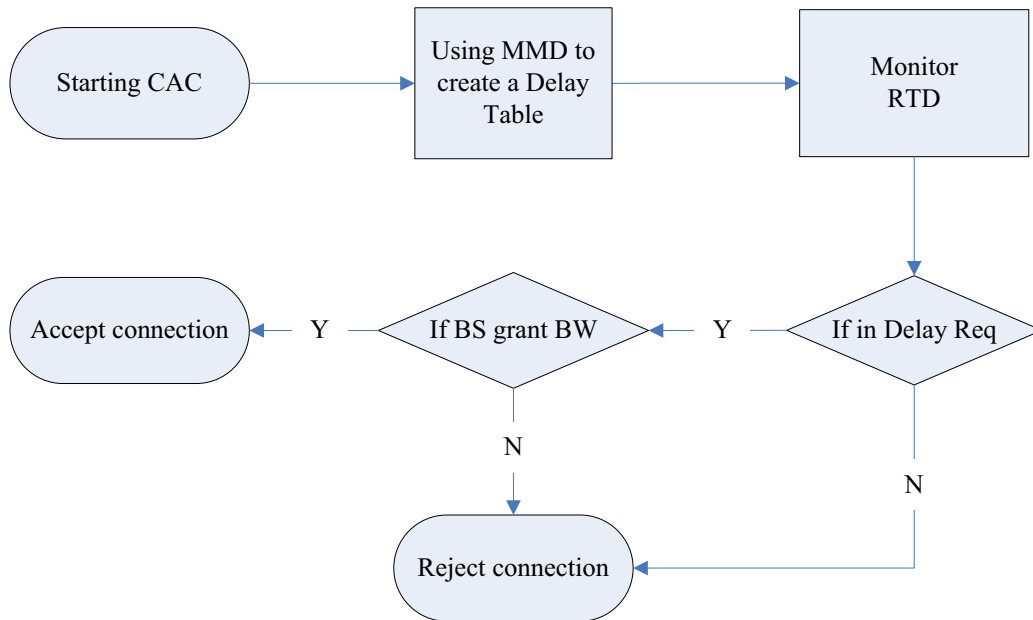 Starting CAC
Using MMD to
create a Delay
Table
Monitor
RTD
If in Delay Req
Y
If BS grant BW
Y
Accept connection
N
N
Reject connection